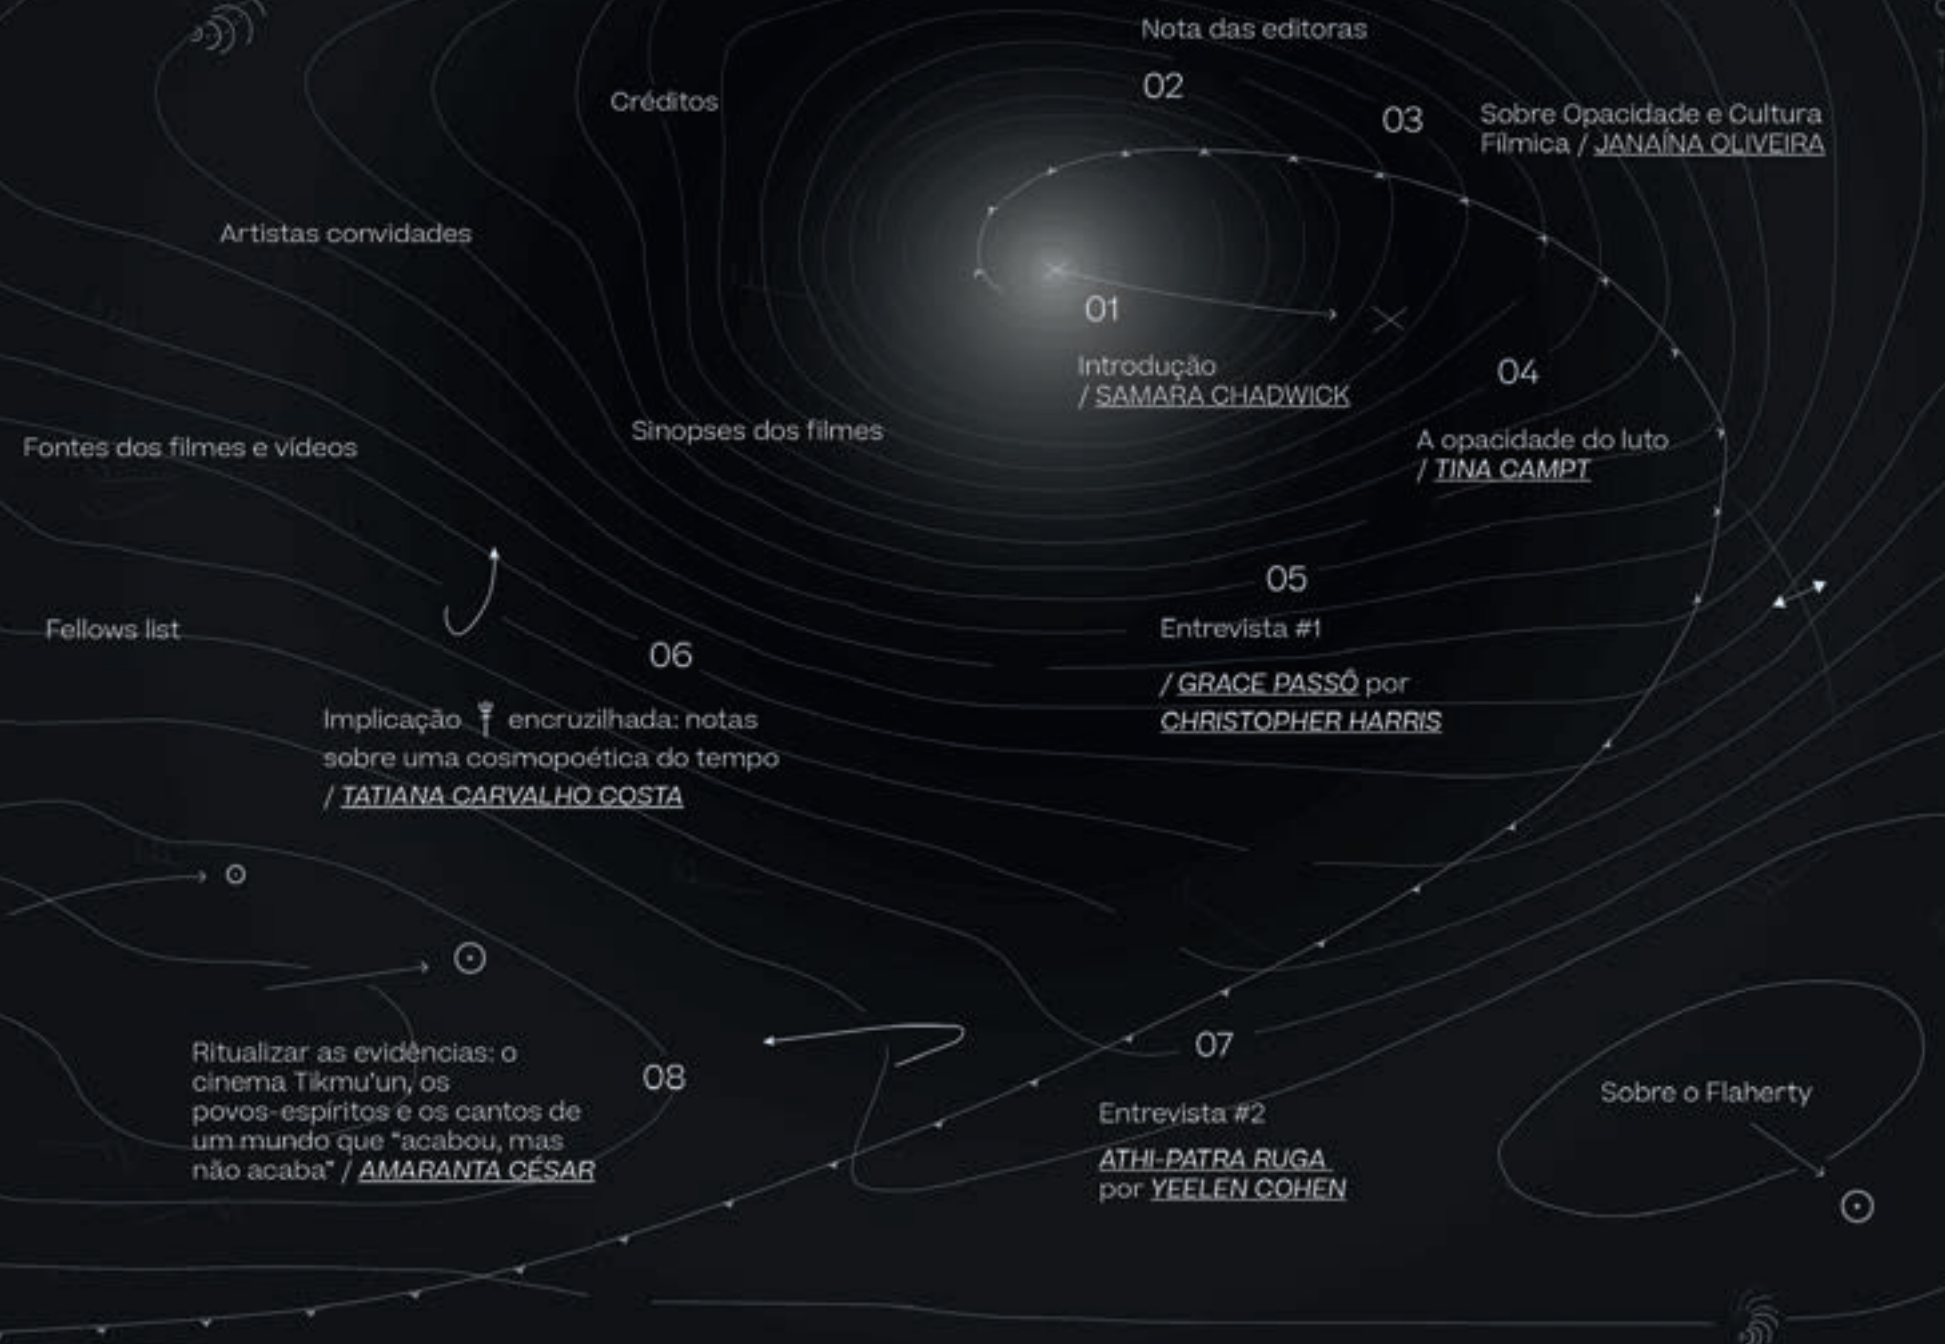 Nota das editoras
02
Créditos
03
Sobre Opacidade e Cultura
Fílmica / JANAÍNA OLIVEIRA
Artistas convidades
01
Introdução
/ SAMARA CHADWICK
04
A opacidade do luto
/ TINA CAMPT
Sinopses dos filmes
Fontes dos filmes e vídeos
05
Entrevista #1
/ GRACE PASSÔ por
CHRISTOPHER HARRIS
Fellows list
06
Implicação encruzilhada: notas
sobre uma cosmopoética do tempo
/ TATIANA CARVALHO COSTA
07
Entrevista #2
ATHI-PATRA RUGA
por YEELEN COHEN
08
Ritualizar as evidências: o
cinema Tikmu'un, os
povos-espíritos e os cantos de
um mundo que “acabou, mas
não acaba” / AMARANTA CÉSAR
Sobre o Flaherty